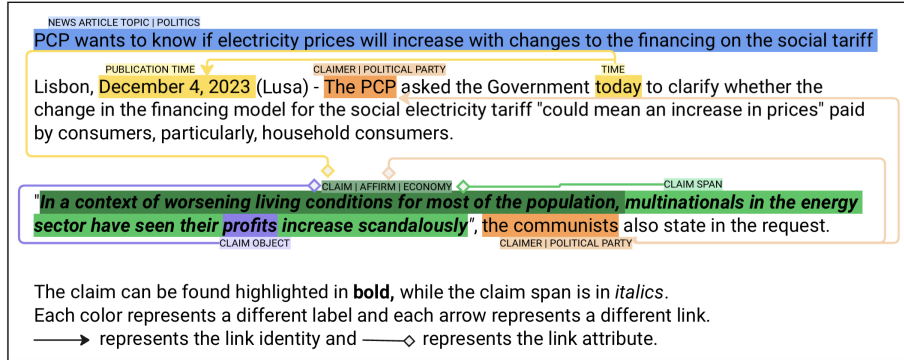 NEWS ARTICLE TOPIC | POLITICS
PCP wants to know if electricity prices will increase with changes to the financing on the social tariff
PUBLICATION TIME CLAIMER | POLITICAL PARTY TIME
Lisbon, December 4, 2023 (Lusa) - The PCP asked the Government today to clarify whether the
change in the financing model for the social electricity tariff "could mean an increase in prices" paid
by consumers, particularly, household consumers.
CLAIM | AFFIRM | ECONOMY CLAIM SPAN
"In a context of worsening living conditions for most of the population, multinationals in the energy
sector have seen their profits increase scandalously", the communists also state in the request.
CLAIM OBJECT CLAIMER | POLITICAL PARTY
The claim can be found highlighted in bold, while the claim span is in italics.
Each color represents a different label and each arrow represents a different link.
represents the link identity and represents the link attribute.